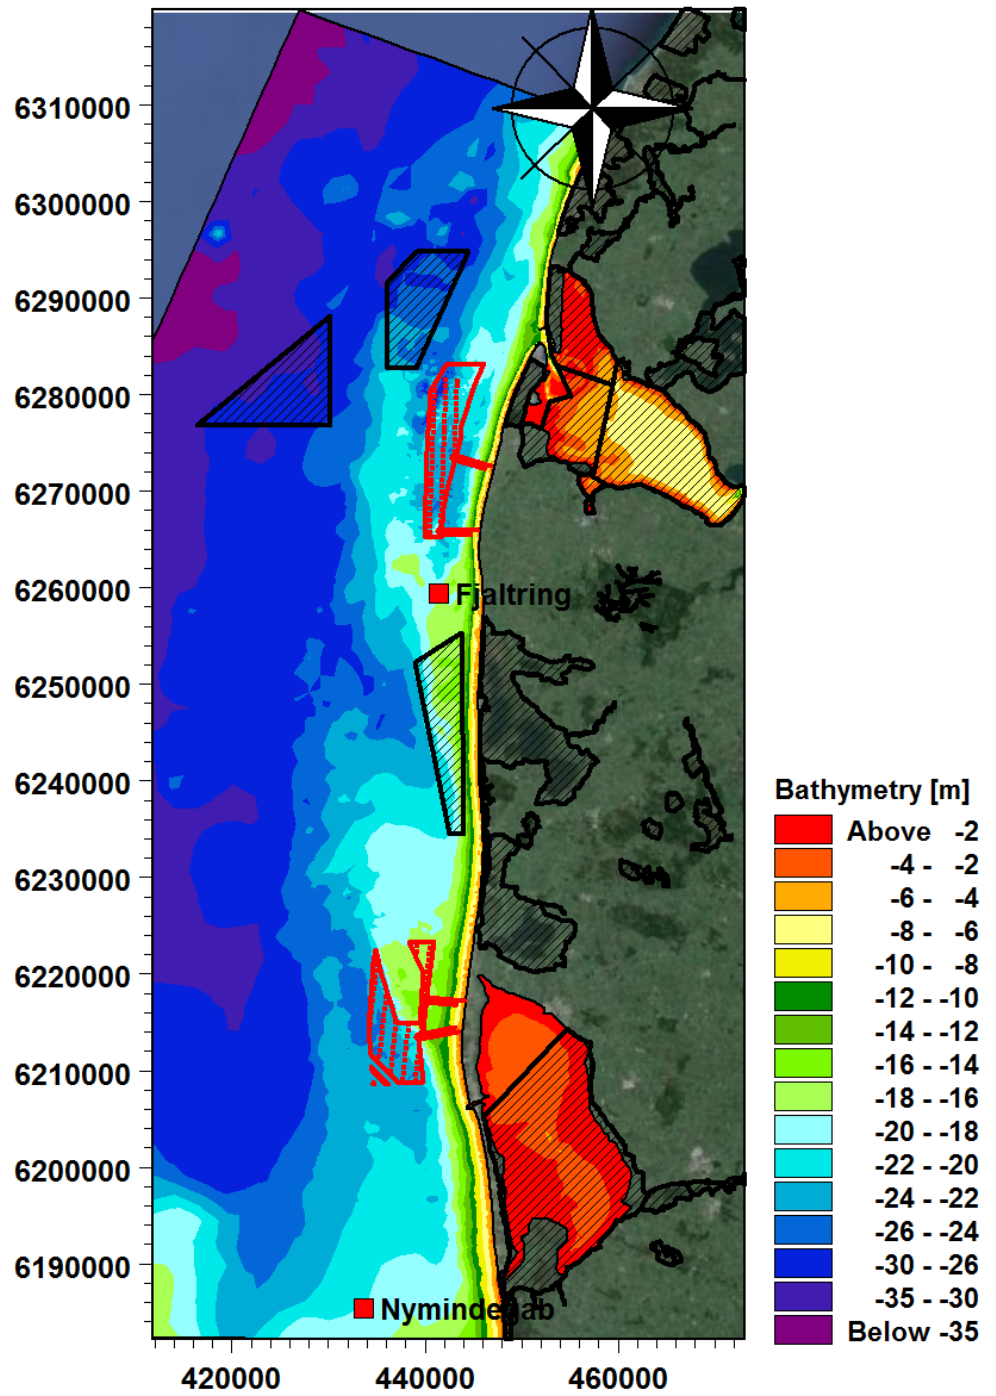 6310000
6300000
6290000
6280000
6270000
6260000
6250000
6240000
6230000
6220000
6210000
6200000
6190000
420000 440000 460000
Fjaltring
Nymindegab
Bathymetry [m]
Above -2
-4 - -2
-6 - -4
-8 - -6
-10 - -8
-12 - -10
-14 - -12
-16 - -14
-18 - -16
-20 - -18
-22 - -20
-24 - -22
-26 - -24
-30 - -26
-35 - -30
Below -35